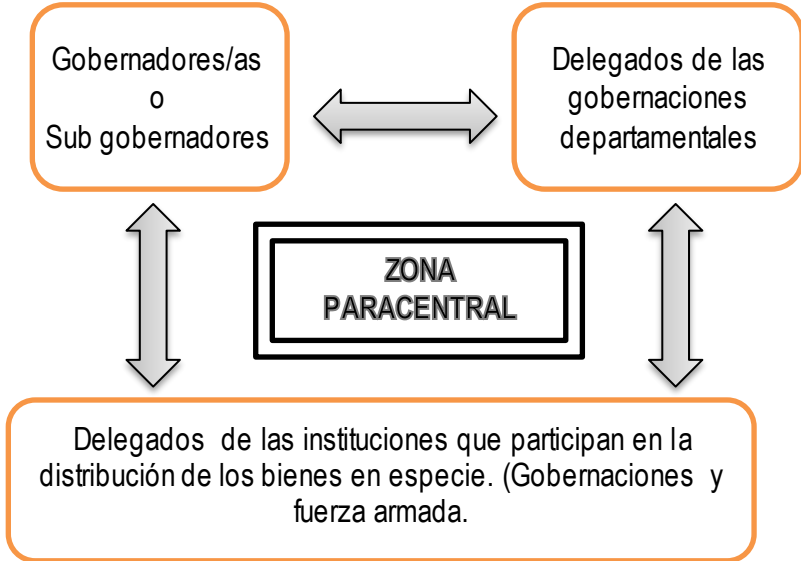 Gobernadores/as
o
Sub gobernadores
Delegados de las
gobernaciones
departamentales
ZONA
PARACENTRAL
Delegados de las instituciones que participan en la
distribución de los bienes en especie. (Gobernaciones y
fuerza armada.